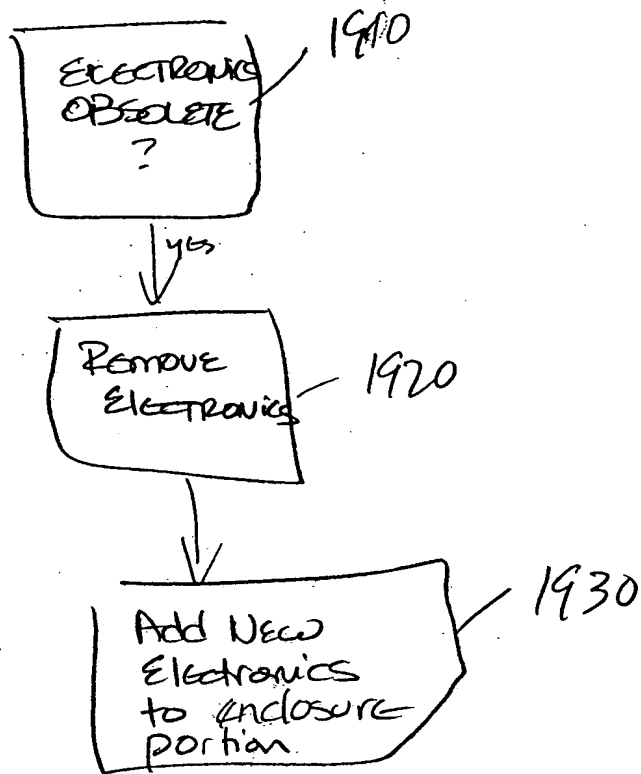 1910
ELECTRONICS
OBSOLETE
?
yes
REMOVE
ElectRONics
1920
Add New
Electronics
to enclosure
portion
1930